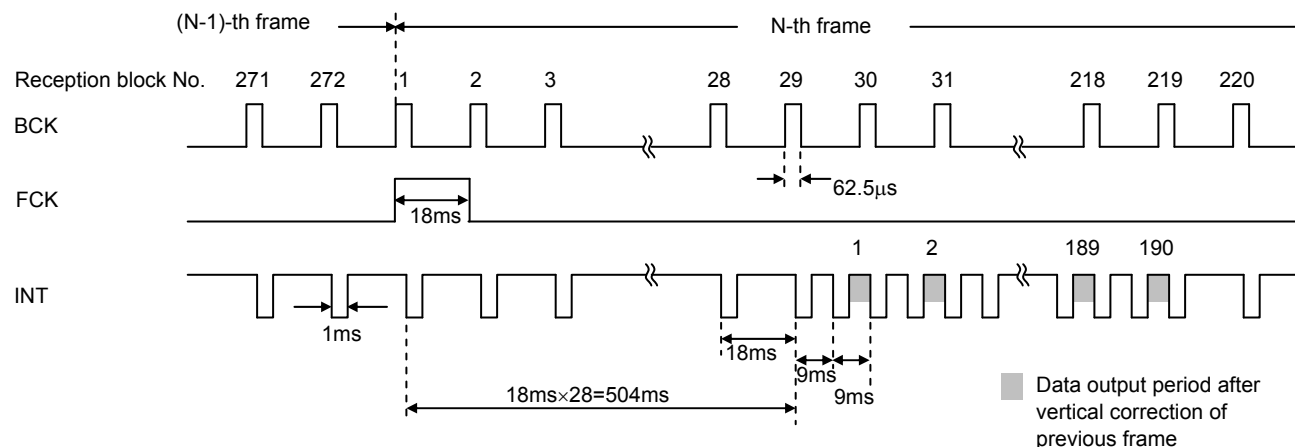 (N-1)-th frame N-th frame
Reception block No. 271 272 1 2 3 28 29 30 31 218 219 220
BCK
62.5μs
FCK
18ms
1 2 189 190
INT
1ms
18ms
9ms
9ms
18ms×28=504ms
Data output period after
vertical correction of
previous frame